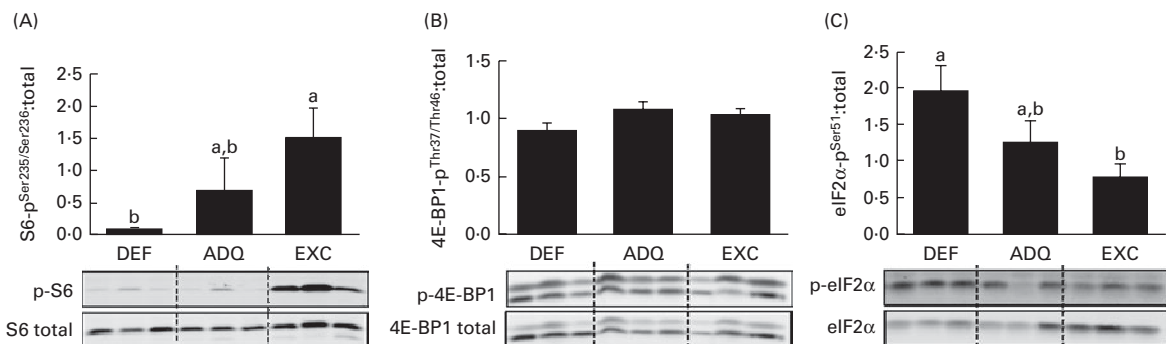 (A)
S6-pSer235/Ser236:total
2·5
2·0
1·5
1·0
0·5
0·0
b
a,b
a
DEF ADQ EXC
p-S6
S6 total
(B)
4E-BP1-pThr37/Thr46:total
1·5
1·0
0·5
0·0
DEF ADQ EXC
p-4E-BP1
4E-BP1 total
(C)
eIF2α-pSer51:total
2·5
2·0
1·5
1·0
0·5
0·0
a
a,b
b
DEF ADQ EXC
p-eIF2α
eIF2α